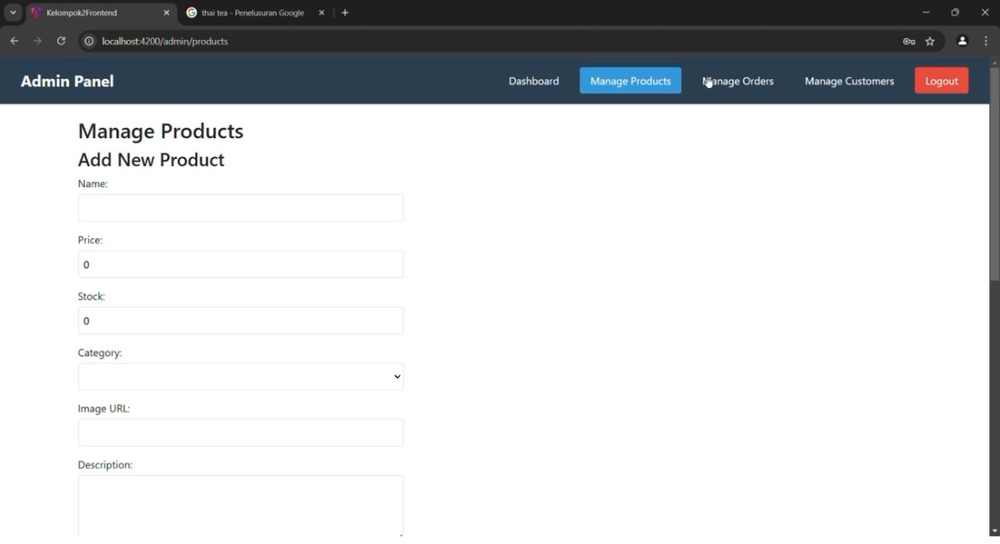 Kelompok2Frontend
thai tea - Penelusuran Google
localhost:4200/admin/products
Admin Panel
Dashboard
Manage Products
Manage Orders
Manage Customers
Logout
Manage Products
Add New Product
Name:
Price:
0
Stock:
0
Category:
Image URL:
Description: